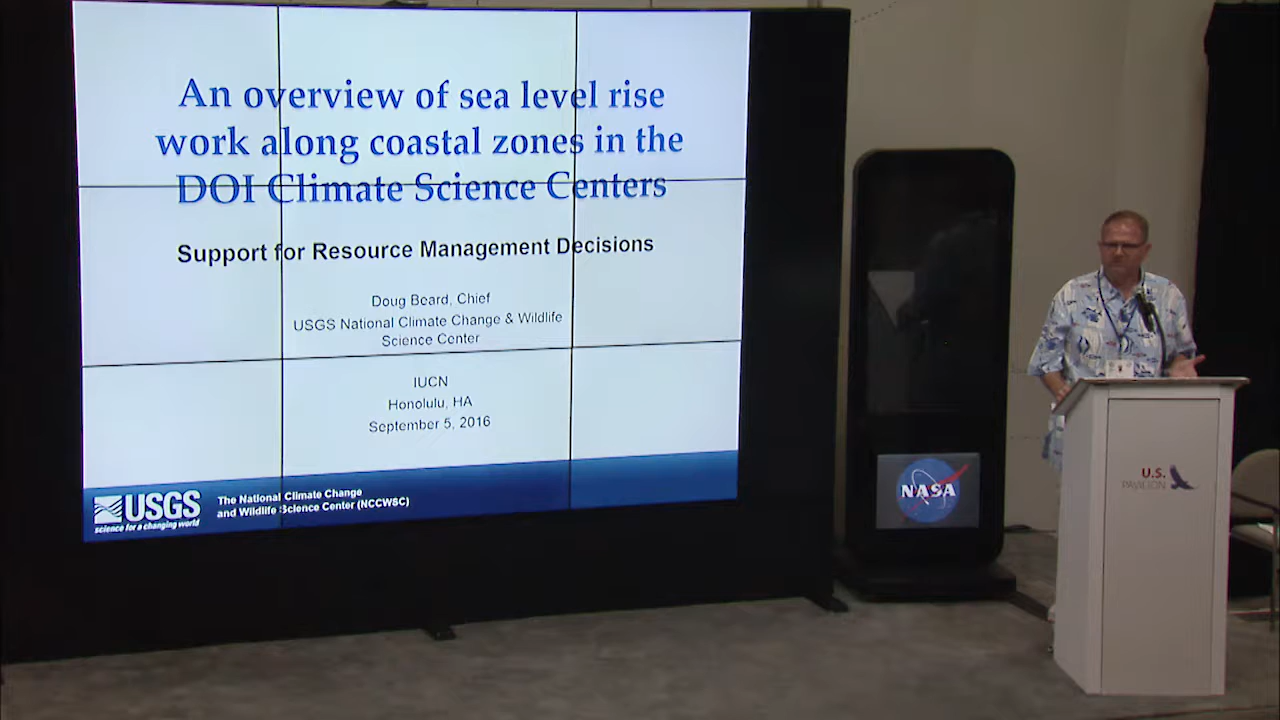 An overview of sea level rise
work along coastal zones in the
DOI Climate Science Centers
Support for Resource Management Decisions
Doug Beard, Chief
USGS National Climate Change & Wildlife
Science Center
IUCN
Honolulu, HA
September 5, 2016
USGS
science for a changing world
The National Climate Change
and Wildlife Science Center (NCCWSC)
NASA
U.S.
PAVILION